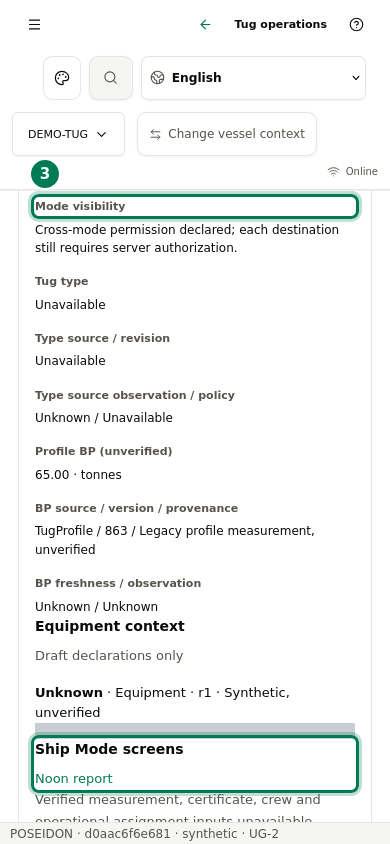 Tug operations
English
DEMO-TUG
Change vessel context
3
Online
Mode visibility
Cross-mode permission declared; each destination
still requires server authorization.
Tug type
Unavailable
Type source / revision
Unavailable
Type source observation / policy
Unknown / Unavailable
Profile BP (unverified)
65.00 · tonnes
BP source / version / provenance
TugProfile / 863 / Legacy profile measurement,
unverified
BP freshness / observation
Unknown / Unknown
Equipment context
Draft declarations only
Unknown · Equipment · r1 · Synthetic,
unverified
Ship Mode screens
Noon report
Verified measurement, certificate, crew and
operational assignment inputs unavailable
POSEIDON · d0aac6f6e681 · synthetic · UG-2